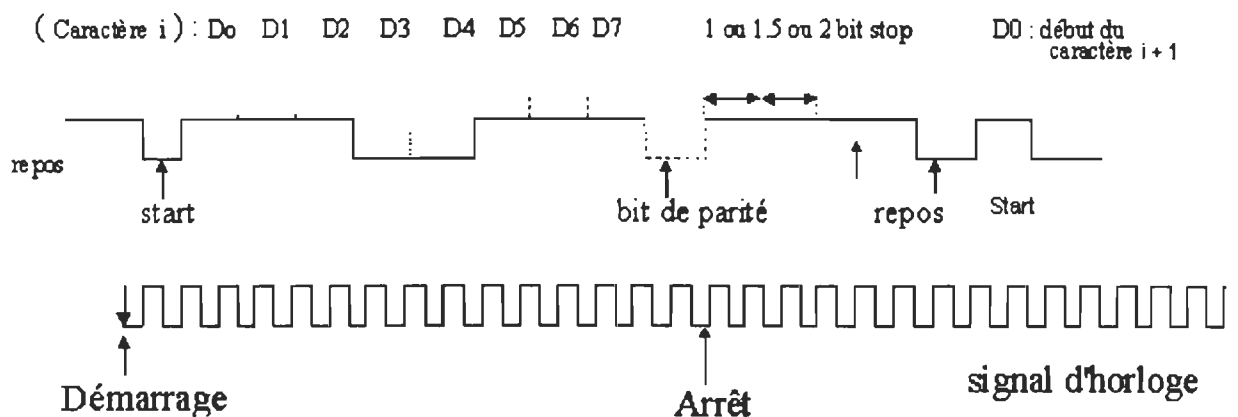 ( Caractère i ) : Do D1 D2 D3 D4 D5 D6 D7 1 ou 1.5 ou 2 bit stop D0 : début du
caractère i + 1
repos
start bit de parité repos Start
Démarrage Arrêt signal d'horloge